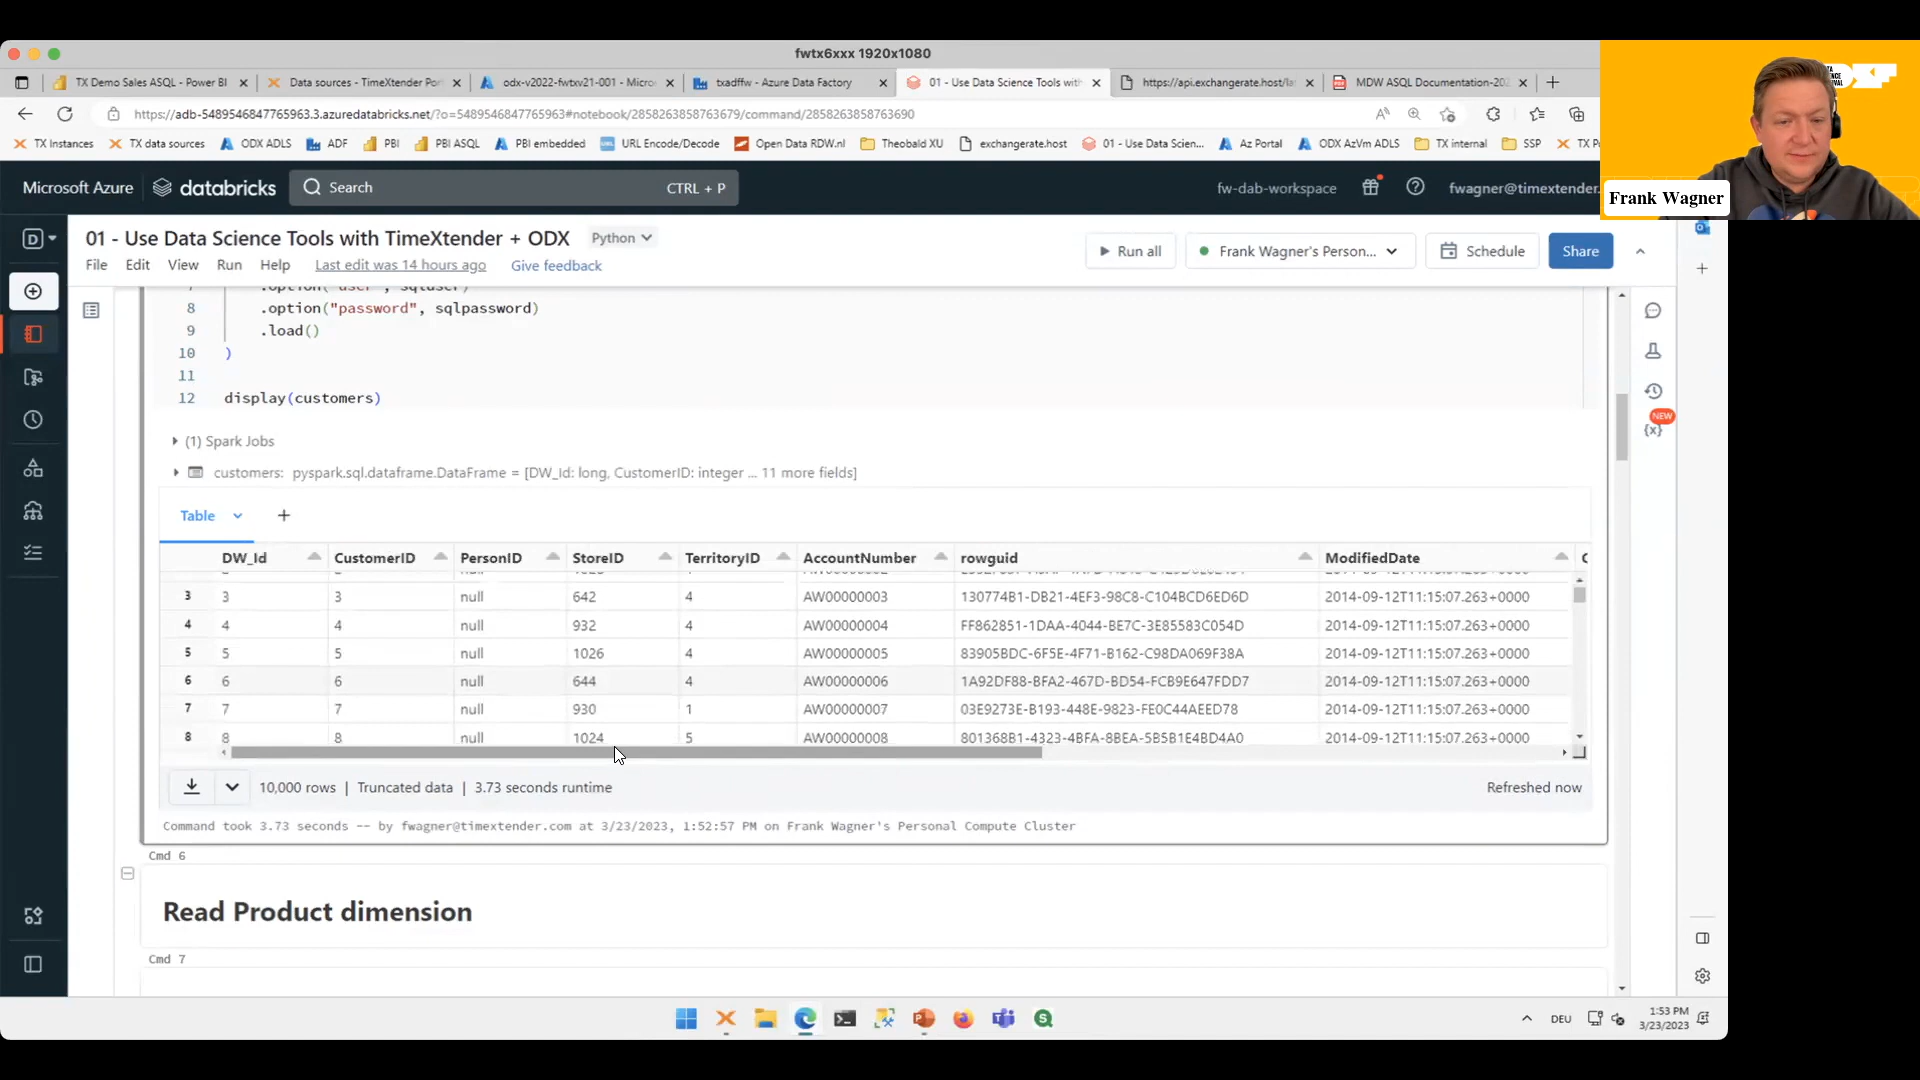 fwtx6xxx 1920x1080
TX Demo Sales ASQL - Power BI
Data sources - TimeXtender Por
odx-v2022-fwtxv21-001 - Micros
txadffw - Azure Data Factory
01 - Use Data Science Tools with
https://api.exchangerate.host/la
MDW ASQL Documentation-202
https://adb-5489546847765963.3.azuredatabricks.net/?o=5489546847765963#notebook/2858263858763679/command/2858263858763690
TX Instances
TX data sources
ODX ADLS
ADF
PBI
PBI ASQL
PBI embedded
URL Encode/Decode
Open Data RDW.nl
Theobald XU
exchangerate.host
01 - Use Data Scien...
Az Portal
ODX AzVm ADLS
TX internal
SSP
TX P
Frank Wagner
Microsoft Azure
databricks
Search
CTRL + P
fw-dab-workspace
fwagner@timextender.
D
01 - Use Data Science Tools with TimeXtender + ODX
Python
Run all
Frank Wagner's Person...
Schedule
Share
File Edit View Run Help Last edit was 14 hours ago Give feedback
7 .option("user", sqluser)
8 .option("password", sqlpassword)
9 .load()
10 )
11
12 display(customers)
(1) Spark Jobs
customers: pyspark.sql.dataframe.DataFrame = [DW_Id: long, CustomerID: integer ... 11 more fields]
NEW
{x}
Table
DW_Id CustomerID PersonID StoreID TerritoryID AccountNumber rowguid ModifiedDate C
3 3 3 null 642 4 AW00000003 130774B1-DB21-4EF3-98C8-C104BCD6ED6D 2014-09-12T11:15:07.263+0000
4 4 4 null 932 4 AW00000004 FF862851-1DAA-4044-BE7C-3E85583C054D 2014-09-12T11:15:07.263+0000
5 5 5 null 1026 4 AW00000005 83905BDC-6F5E-4F71-B162-C98DA069F38A 2014-09-12T11:15:07.263+0000
6 6 6 null 644 4 AW00000006 1A92DF88-BFA2-467D-BD54-FCB9E647FDD7 2014-09-12T11:15:07.263+0000
7 7 7 null 930 1 AW00000007 03E9273E-B193-448E-9823-FE0C44AEED78 2014-09-12T11:15:07.263+0000
8 8 8 null 1024 5 AW00000008 801368B1-4323-4BFA-8BEA-5B5B1E4BD4A0 2014-09-12T11:15:07.263+0000
10,000 rows | Truncated data | 3.73 seconds runtime
Refreshed now
Command took 3.73 seconds -- by fwagner@timextender.com at 3/23/2023, 1:52:57 PM on Frank Wagner's Personal Compute Cluster
Cmd 6
Read Product dimension
Cmd 7
DEU
1:53 PM
3/23/2023